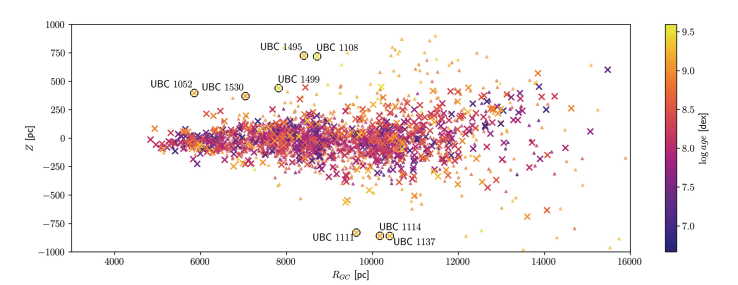 1000
750
500
250
0
−250
−500
−750
−1000
Z [pc]
UBC 1495
UBC 1108
UBC 1052
UBC 1530
UBC 1499
UBC 1111
UBC 1114
UBC 1137
4000
6000
8000
10000
12000
14000
16000
R_GC [pc]
9.5
9.0
8.5
8.0
7.5
7.0
log age [dex]